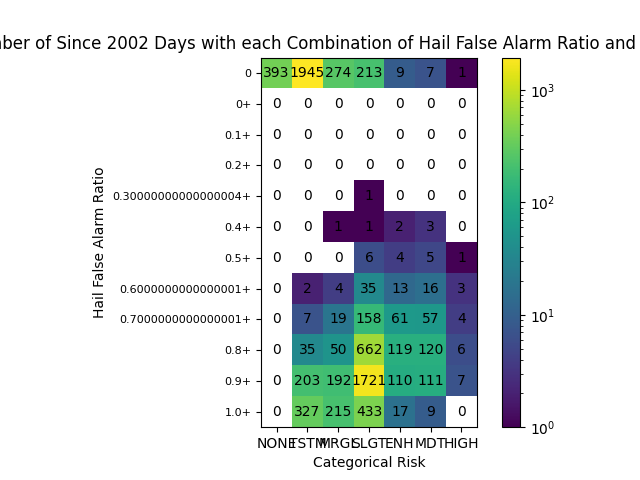 of Since 2002 Days with each Combination of Hail False Alarm Ratio and
Hail False Alarm Ratio
0 393 1945 274 213 9 7 1
0+ 0 0 0 0 0 0 0
0.1+ 0 0 0 0 0 0 0
0.2+ 0 0 0 0 0 0 0
0.30000000000000004+ 0 0 0 1 0 0 0
0.4+ 0 0 1 1 2 3 0
0.5+ 0 0 0 6 4 5 1
0.6000000000000001+ 0 2 4 35 13 16 3
0.7000000000000001+ 0 7 19 158 61 57 4
0.8+ 0 35 50 662 119 120 6
0.9+ 0 203 192 1721 110 111 7
1.0+ 0 327 215 433 17 9 0
NONE TSTM MRGL SLGT ENH MDT HIGH
Categorical Risk
10³
10²
10¹
10⁰